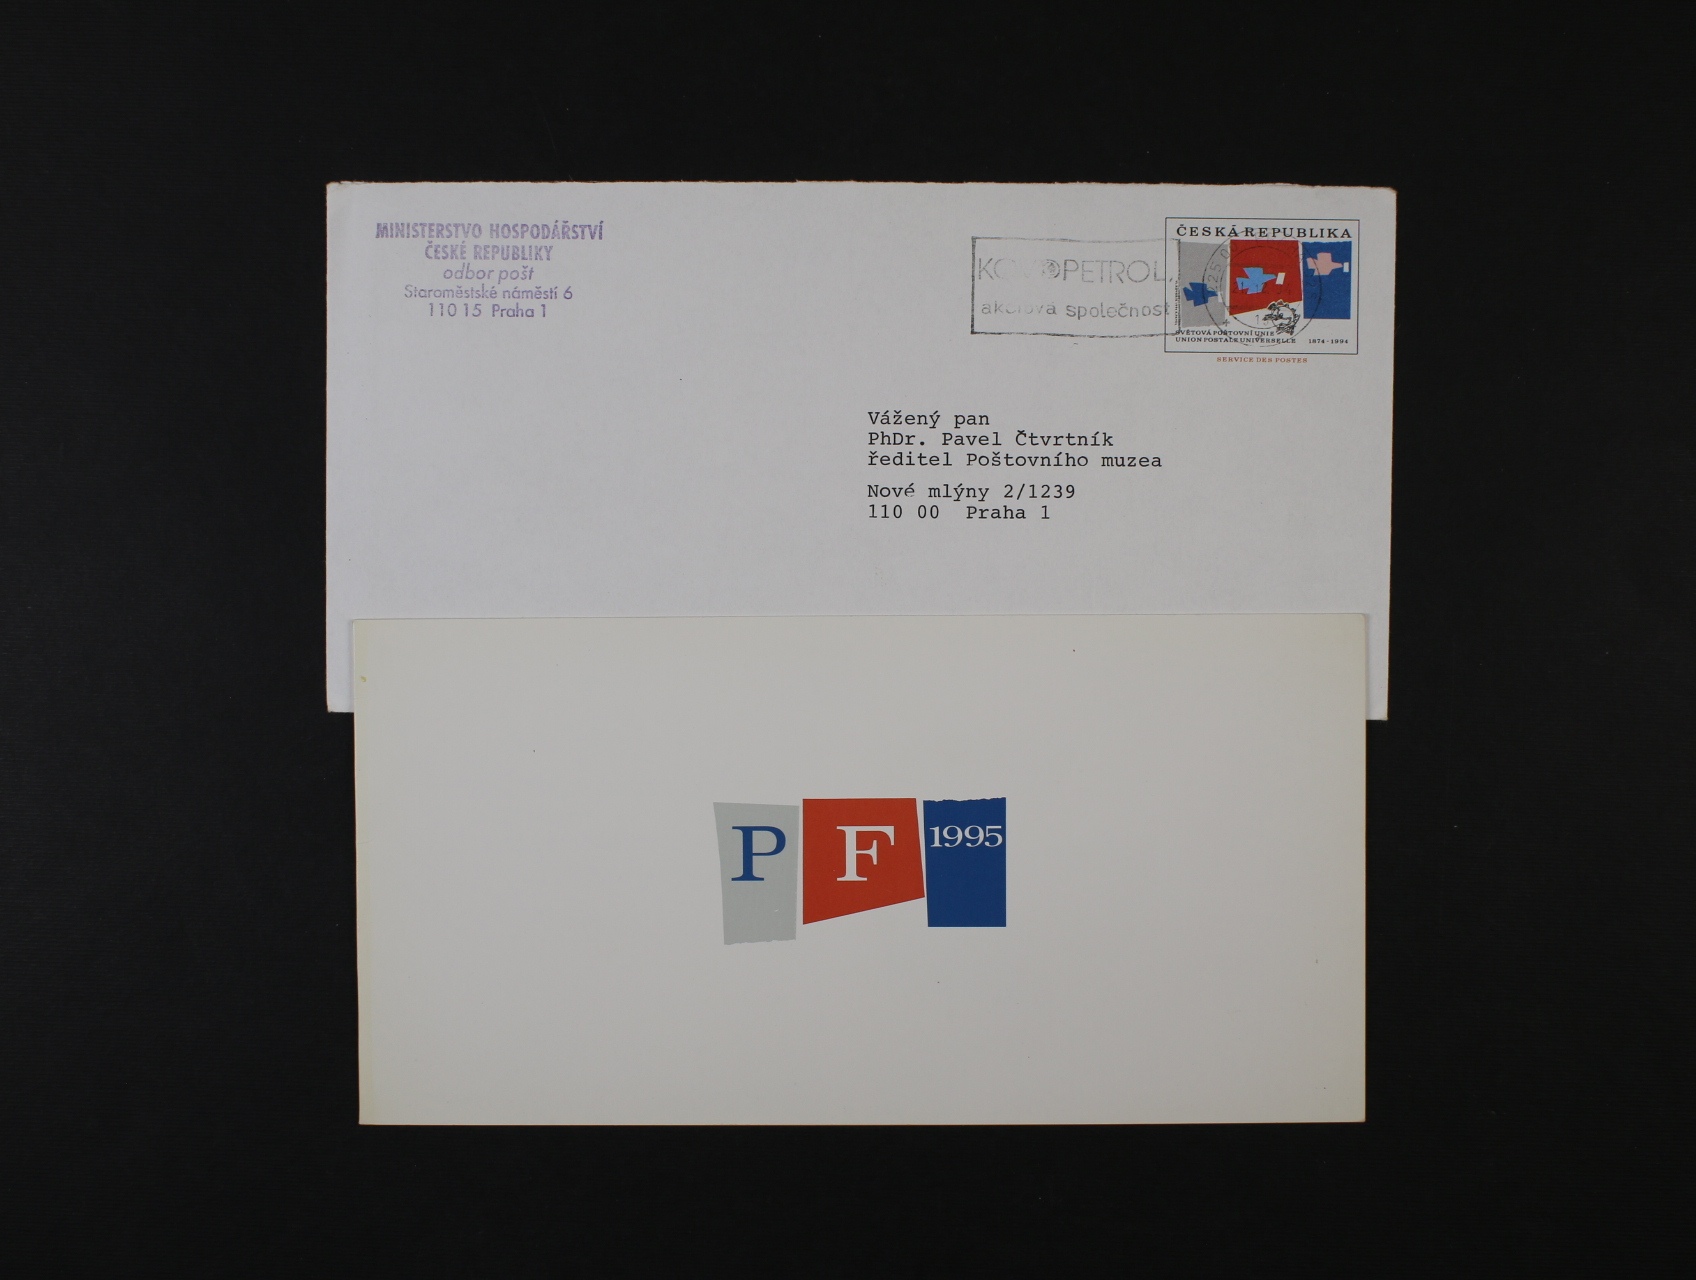 MINISTERSTVO HOSPODÁŘSTVÍ
ČESKÉ REPUBLIKY
odbor pošt
Staroměstské náměstí 6
110 15 Praha 1
KOVOPETROL,
akciová společnost
ČESKÁ REPUBLIKA
SVĚTOVÁ POŠTOVNÍ UNIE
UNION POSTALE UNIVERSELLE 1874 - 1994
SERVICE DES POSTES
Vážený pan
PhDr. Pavel Čtvrtník
ředitel Poštovního muzea
Nové mlýny 2/1239
110 00 Praha 1
P F 1995